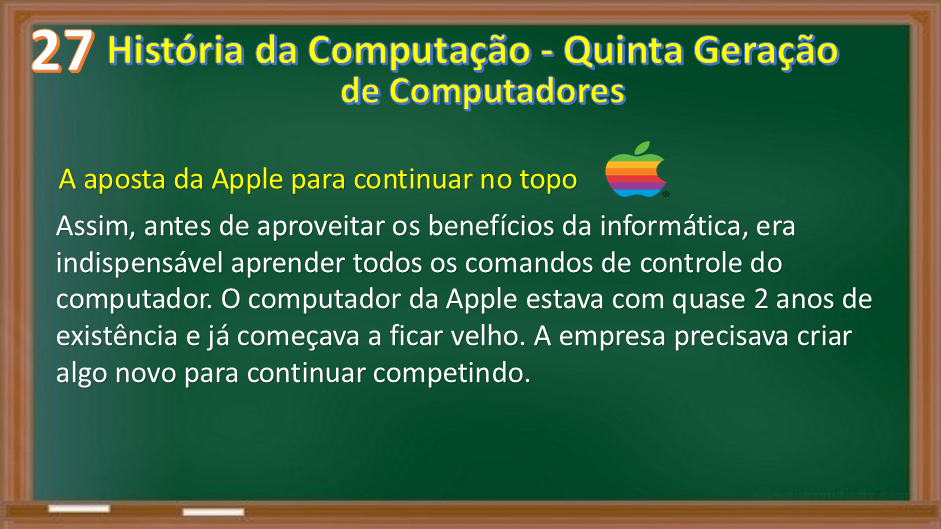 27 História da Computação - Quinta Geração
de Computadores
A aposta da Apple para continuar no topo
Assim, antes de aproveitar os benefícios da informática, era
indispensável aprender todos os comandos de controle do
computador. O computador da Apple estava com quase 2 anos de
existência e já começava a ficar velho. A empresa precisava criar
algo novo para continuar competindo.